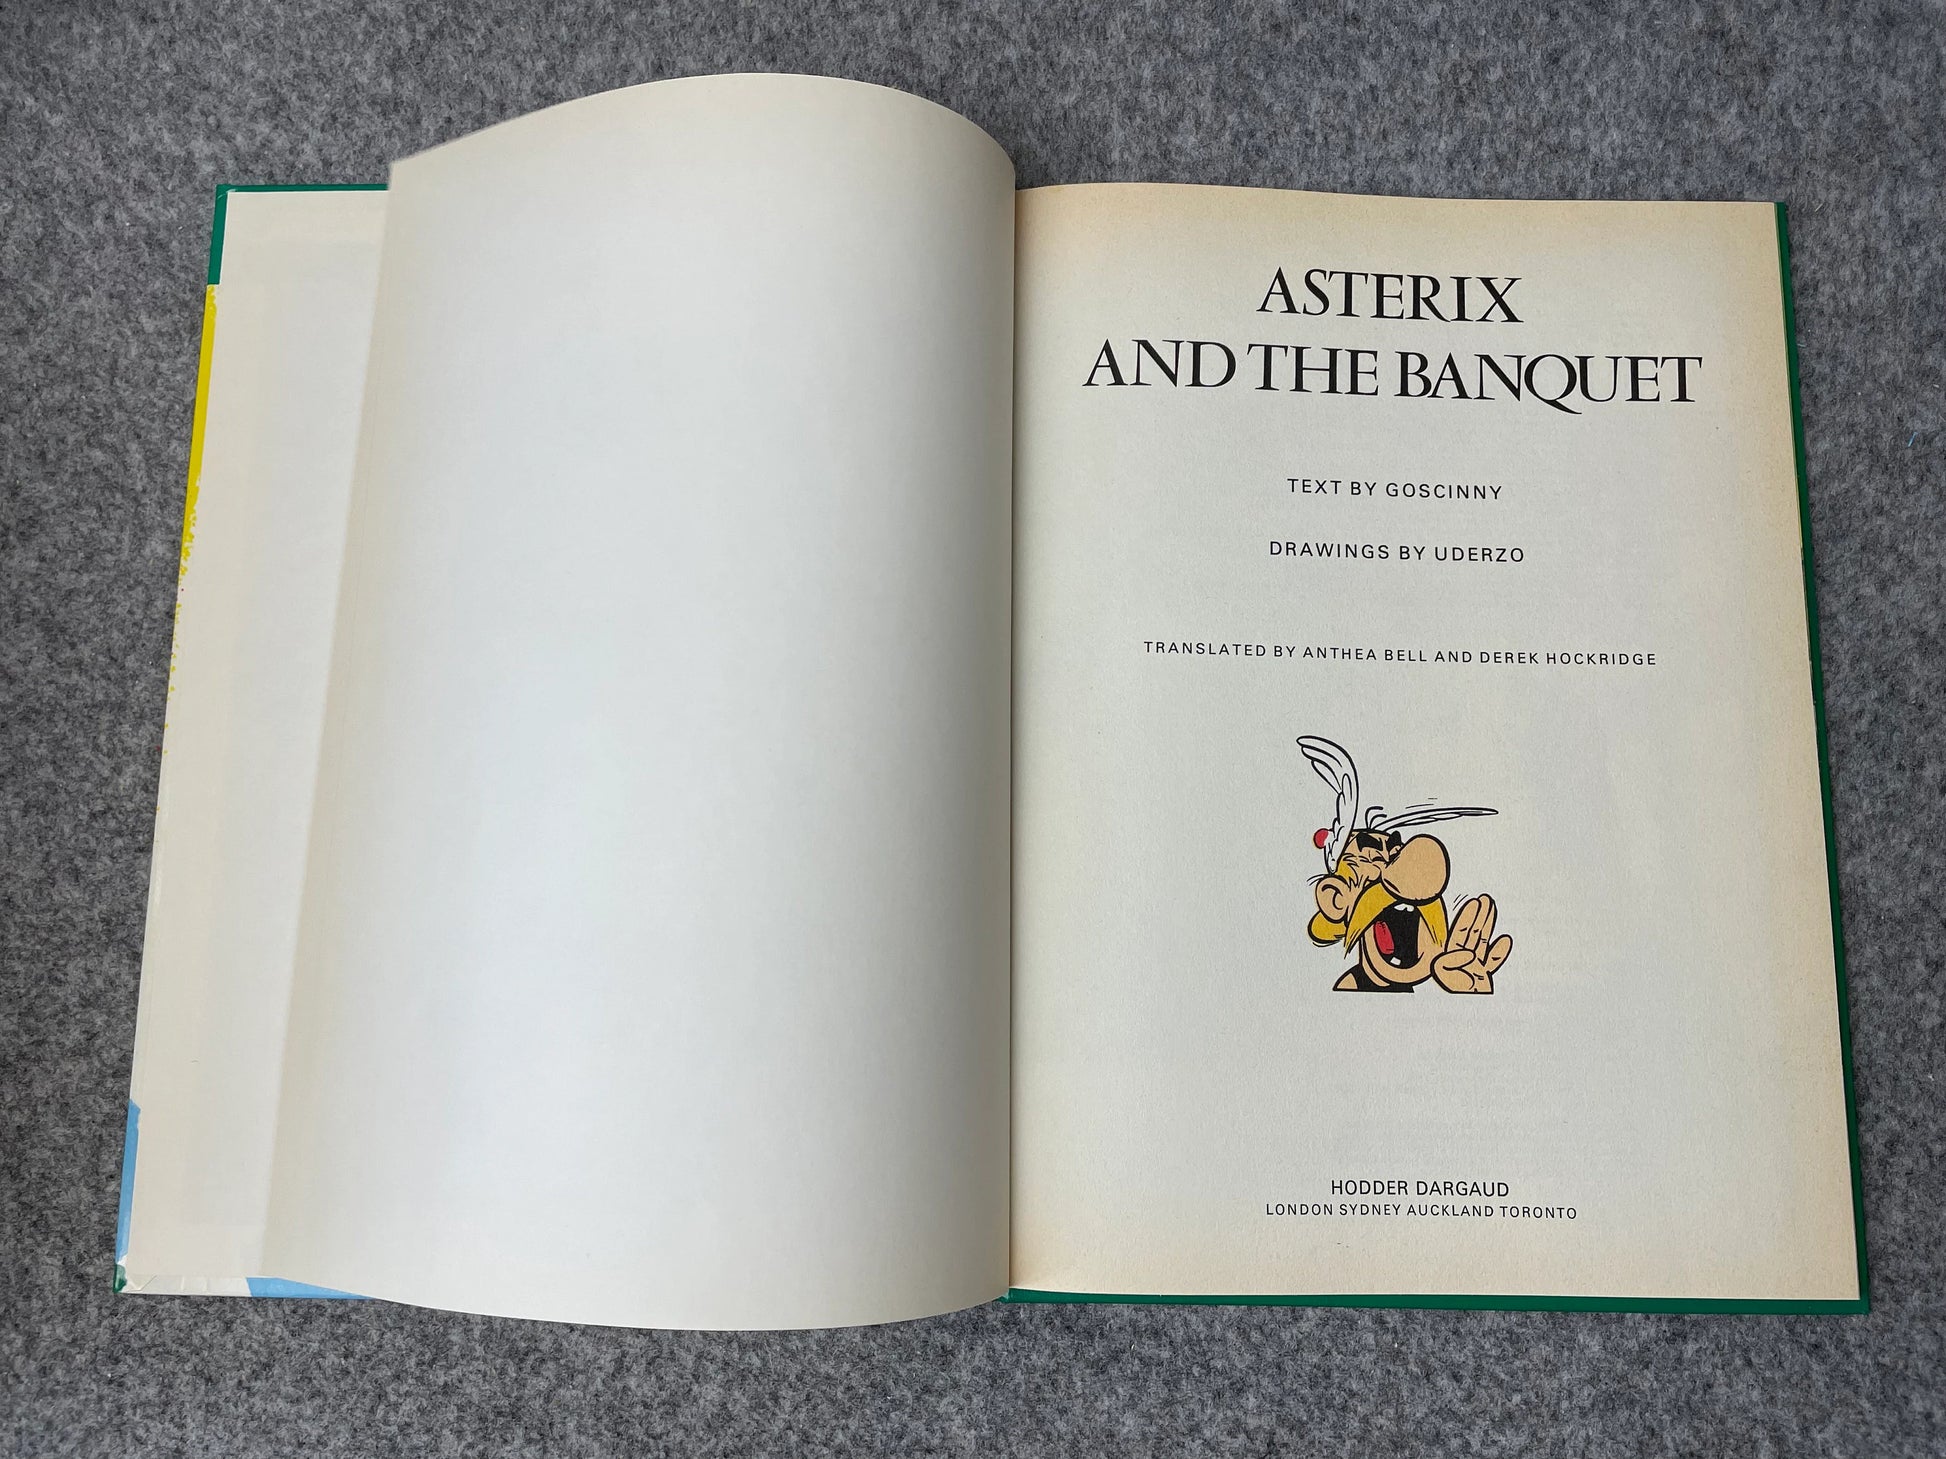 ASTERIX
AND THE BANQUET
TEXT BY GOSCINNY
DRAWINGS BY UDERZO
TRANSLATED BY ANTHEA BELL AND DEREK HOCKRIDGE
HODDER DARGAUD
LONDON SYDNEY AUCKLAND TORONTO